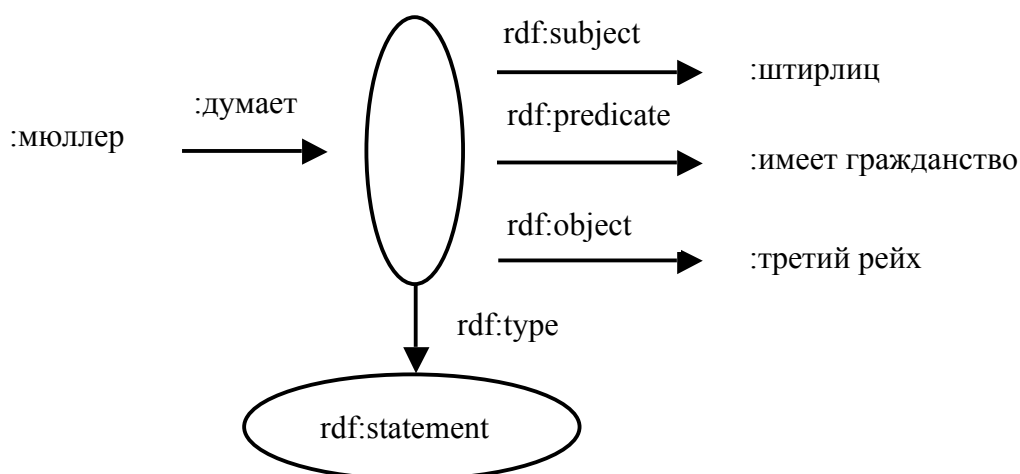 rdf:subject
:штирлиц
:думает
rdf:predicate
:мюллер
:имеет гражданство
rdf:object
:третий рейх
rdf:type
rdf:statement